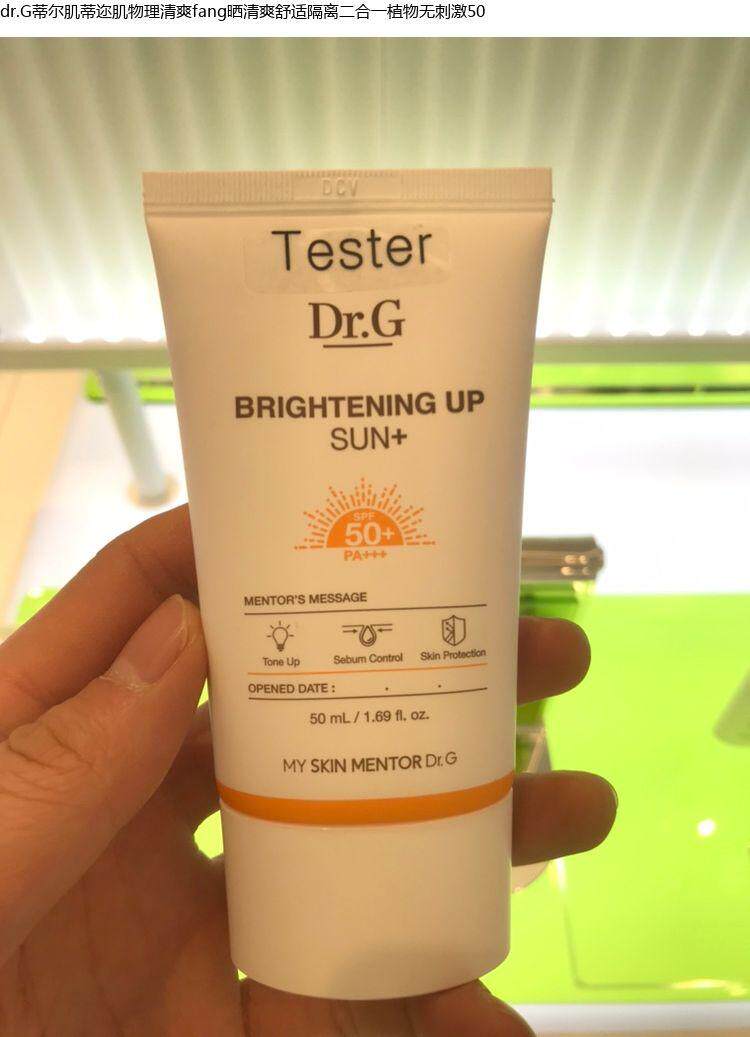 dr.G蒂尔肌蒂迩肌物理清爽fang晒清爽舒适隔离二合一植物无刺激50
DCV
Tester
Dr.G
BRIGHTENING UP
SUN+
SPF
50+
PA+++
MENTOR'S MESSAGE
Tone Up Sebum Control Skin Protection
OPENED DATE : . .
50 mL / 1.69 fl. oz.
MY SKIN MENTOR Dr.G